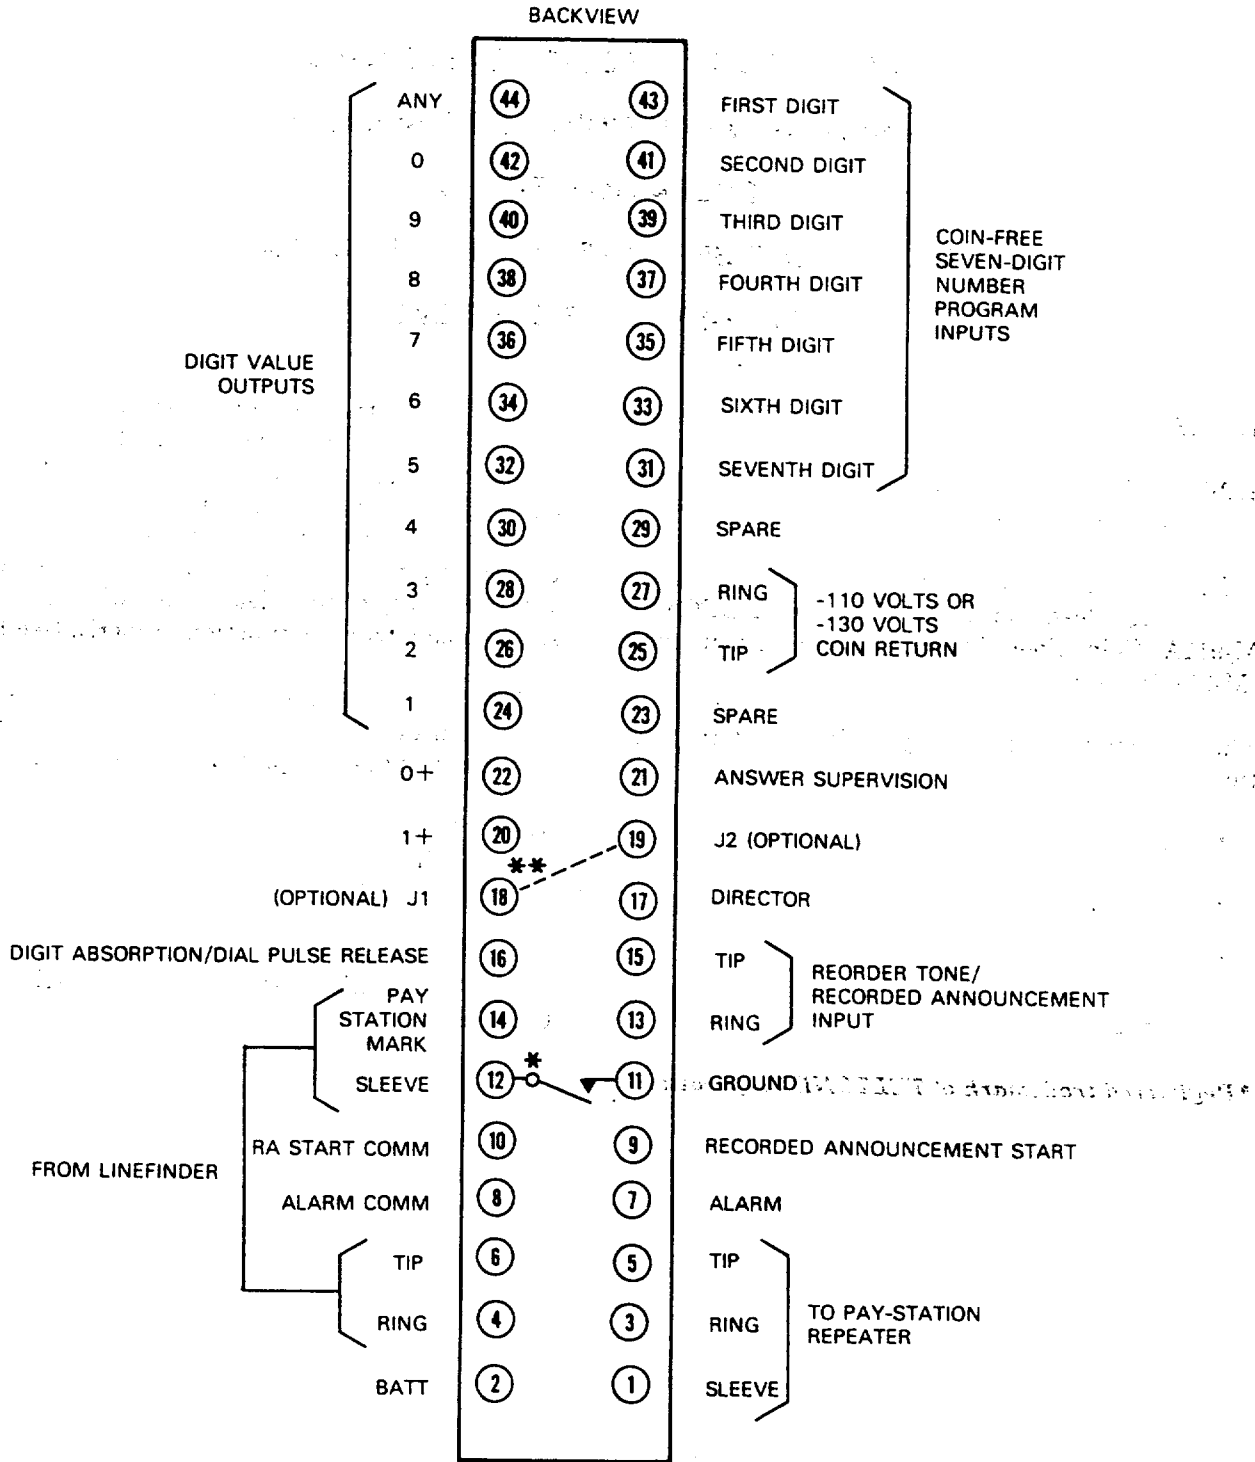 BACKVIEW
ANY 44 43 FIRST DIGIT
0 42 41 SECOND DIGIT
9 40 39 THIRD DIGIT
8 38 37 FOURTH DIGIT
7 36 35 FIFTH DIGIT
6 34 33 SIXTH DIGIT
5 32 31 SEVENTH DIGIT
4 30 29 SPARE
3 28 27 RING
2 26 25 TIP
1 24 23 SPARE
DIGIT VALUE
OUTPUTS
COIN-FREE
SEVEN-DIGIT
NUMBER
PROGRAM
INPUTS
-110 VOLTS OR
-130 VOLTS
COIN RETURN
0+ 22 21 ANSWER SUPERVISION
1+ 20 19 J2 (OPTIONAL)
**
(OPTIONAL) J1 18 17 DIRECTOR
DIGIT ABSORPTION/DIAL PULSE RELEASE 16 15 TIP
PAY
STATION
MARK
14 13 RING
REORDER TONE/
RECORDED ANNOUNCEMENT
INPUT
*
SLEEVE 12 11 GROUND
RA START COMM 10 9 RECORDED ANNOUNCEMENT START
FROM LINEFINDER
ALARM COMM 8 7 ALARM
TIP 6 5 TIP
RING 4 3 RING
TO PAY-STATION
REPEATER
BATT 2 1 SLEEVE